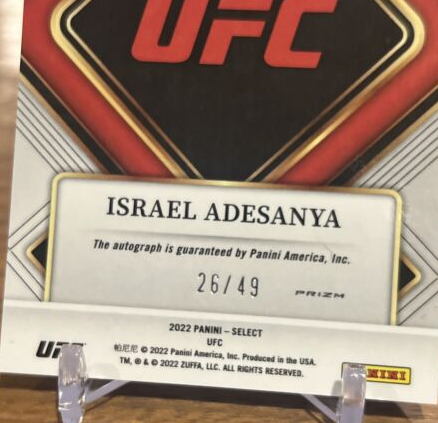 UFC
ISRAEL ADESANYA
The autograph is guaranteed by Panini America, Inc.
26/49
PRIZM
2022 PANINI – SELECT
UFC
帕尼尼 © 2022 Panini America, Inc. Produced in the USA.
TM, ® & © 2022 ZUFFA, LLC. ALL RIGHTS RESERVED.
UFC